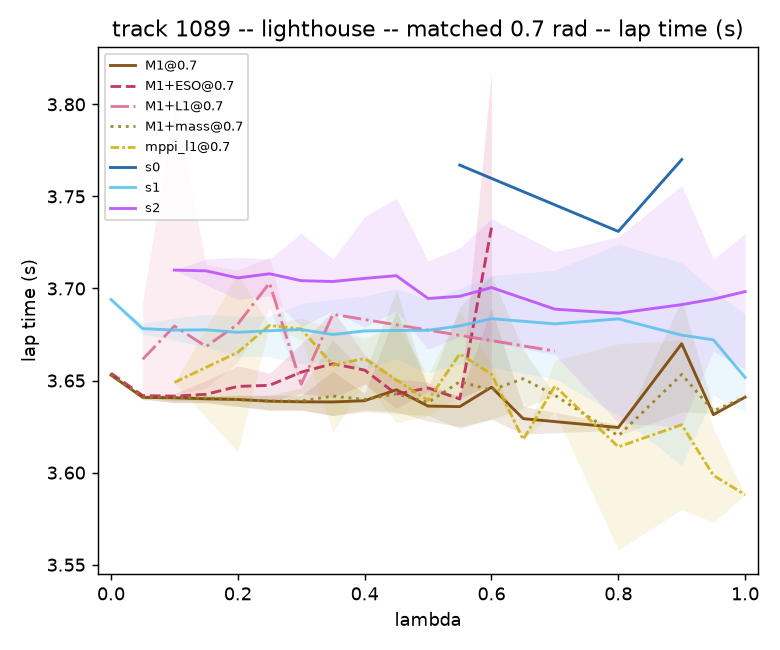 track 1089 -- lighthouse -- matched 0.7 rad -- lap time (s)
M1@0.7
M1+ESO@0.7
M1+L1@0.7
M1+mass@0.7
mppi_l1@0.7
s0
s1
s2
lap time (s)
3.80
3.75
3.70
3.65
3.60
3.55
0.0 0.2 0.4 0.6 0.8 1.0
lambda